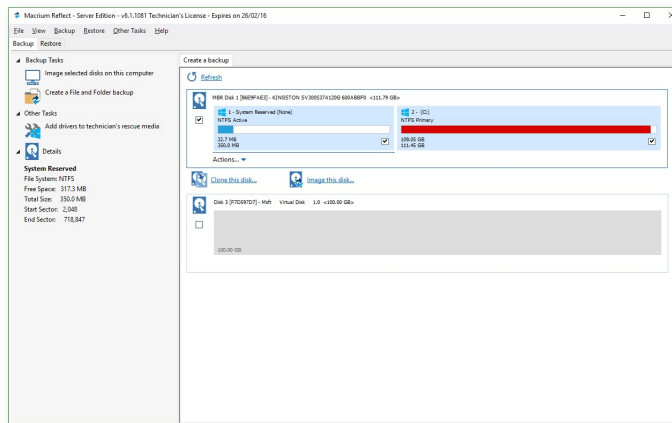 Macrium Reflect - Server Edition - v6.1.1081 Technician's License - Expires on 26/02/16
File View Backup Restore Other Tasks Help
Backup Restore
Backup Tasks
Image selected disks on this computer
Create a File and Folder backup
Other Tasks
Add drivers to technician's rescue media
Details
System Reserved
File System: NTFS
Free Space: 317.3 MB
Total Size: 350.0 MB
Start Sector: 2,048
End Sector: 718,847
Create a backup
Refresh
MBR Disk 1 [86E9FAE3] - KINGSTON SV300S37A120G 600ABBF0 <111.79 GB>
1 - System Reserved (None)
NTFS Active
32.7 MB
350.0 MB
2 - (C:)
NTFS Primary
109.05 GB
111.45 GB
Actions...
Clone this disk...
Image this disk...
Disk 3 [F7D597D7] - Msft Virtual Disk 1.0 <100.00 GB>
100.00 GB